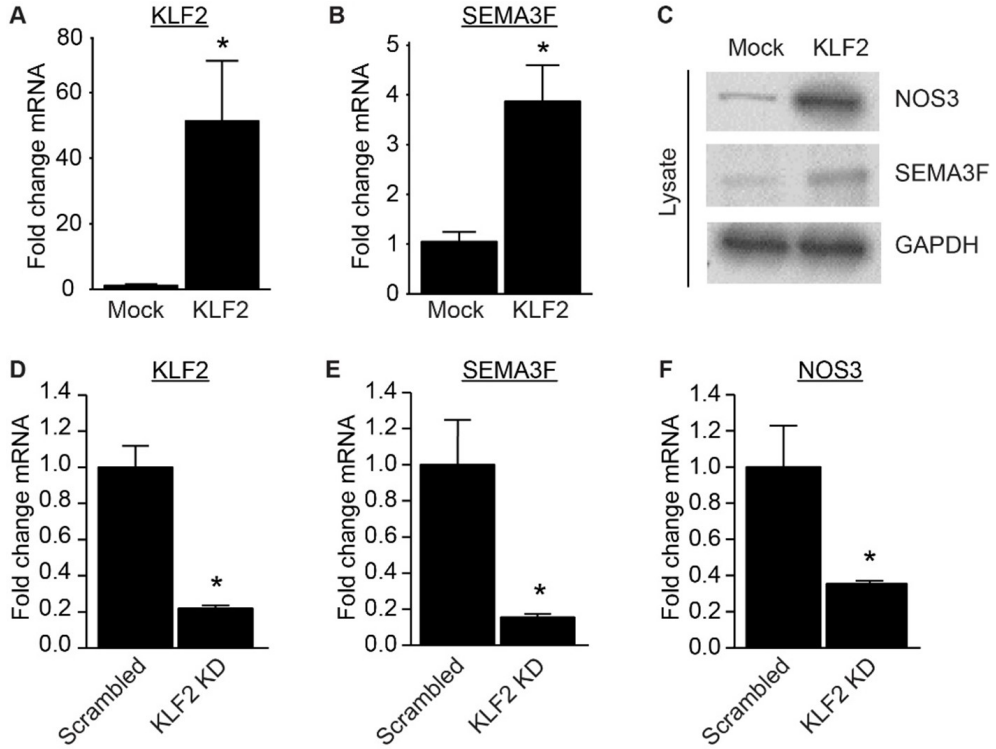 A
KLF2
Fold change mRNA
80
60
40
20
0
*
Mock
KLF2
B
SEMA3F
Fold change mRNA
5
4
3
2
1
0
*
Mock
KLF2
C
Mock
KLF2
Lysate
NOS3
SEMA3F
GAPDH
D
KLF2
Fold change mRNA
1.4
1.2
1.0
0.8
0.6
0.4
0.2
0.0
*
Scrambled
KLF2 KD
E
SEMA3F
Fold change mRNA
1.4
1.2
1.0
0.8
0.6
0.4
0.2
0.0
*
Scrambled
KLF2 KD
F
NOS3
Fold change mRNA
1.4
1.2
1.0
0.8
0.6
0.4
0.2
0.0
*
Scrambled
KLF2 KD